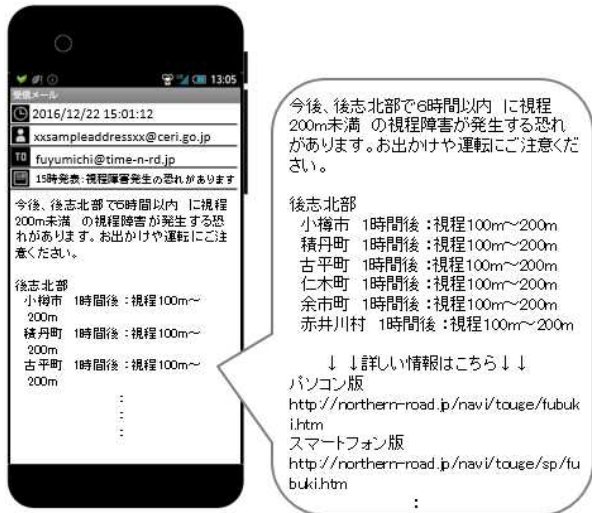 13:05
受信メール
2016/12/22 15:01:12
xxsampleaddressxx@ceri.go.jp
TO fuyumichi@time-n-rd.jp
15時発表:視程障害発生の恐れがあります
今後、後志北部で6時間以内 に視程
200m未満 の視程障害が発生する恐
れがあります。お出かけや運転にご注
意ください。
後志北部
小樽市 1時間後:視程100m～
200m
積丹町 1時間後:視程100m～
200m
古平町 1時間後:視程100m～
200m
:
:
:
今後、後志北部で6時間以内 に視程
200m未満 の視程障害が発生する恐れ
があります。お出かけや運転にご注意くだ
さい。
後志北部
小樽市 1時間後:視程100m～200m
積丹町 1時間後:視程100m～200m
古平町 1時間後:視程100m～200m
仁木町 1時間後:視程100m～200m
余市町 1時間後:視程100m～200m
赤井川村 1時間後:視程100m～200m
↓↓詳しい情報はこちら↓↓
パソコン版
http://northern-road.jp/navi/touge/fubuk
i.htm
スマートフォン版
http://northern-road.jp/navi/touge/sp/fu
buki.htm
: